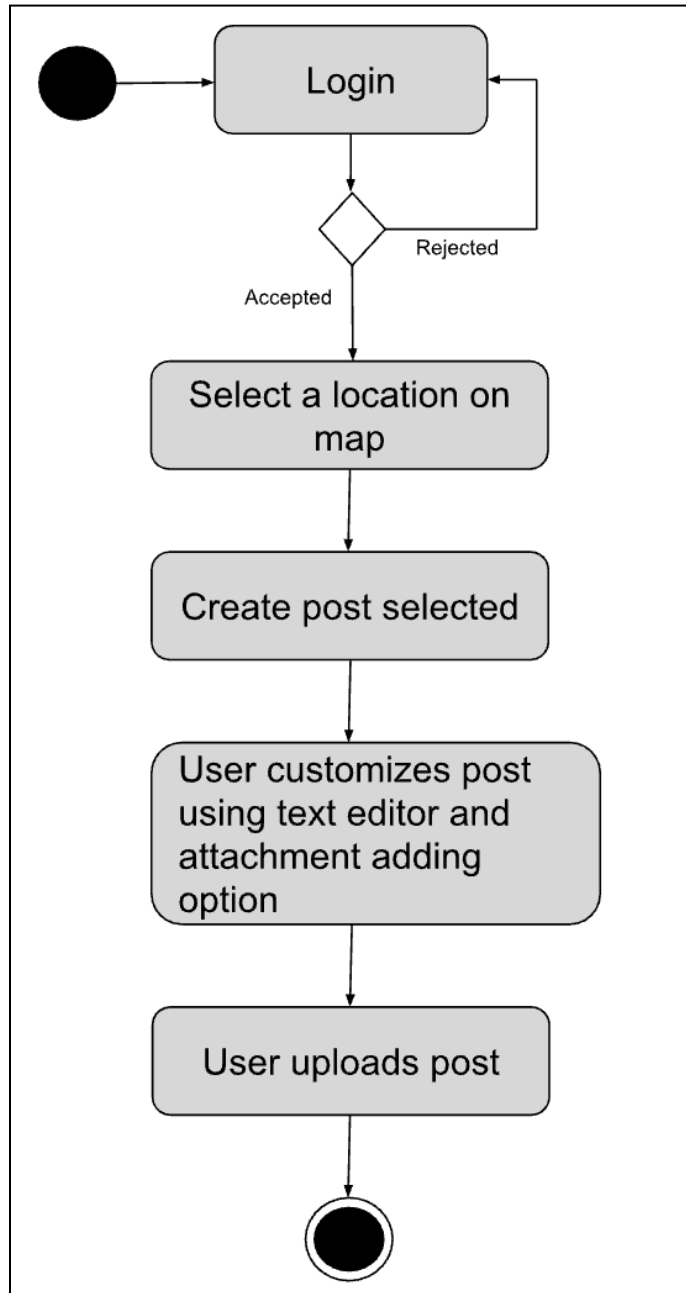 Login
Rejected
Accepted
Select a location on
map
Create post selected
User customizes post
using text editor and
attachment adding
option
User uploads post